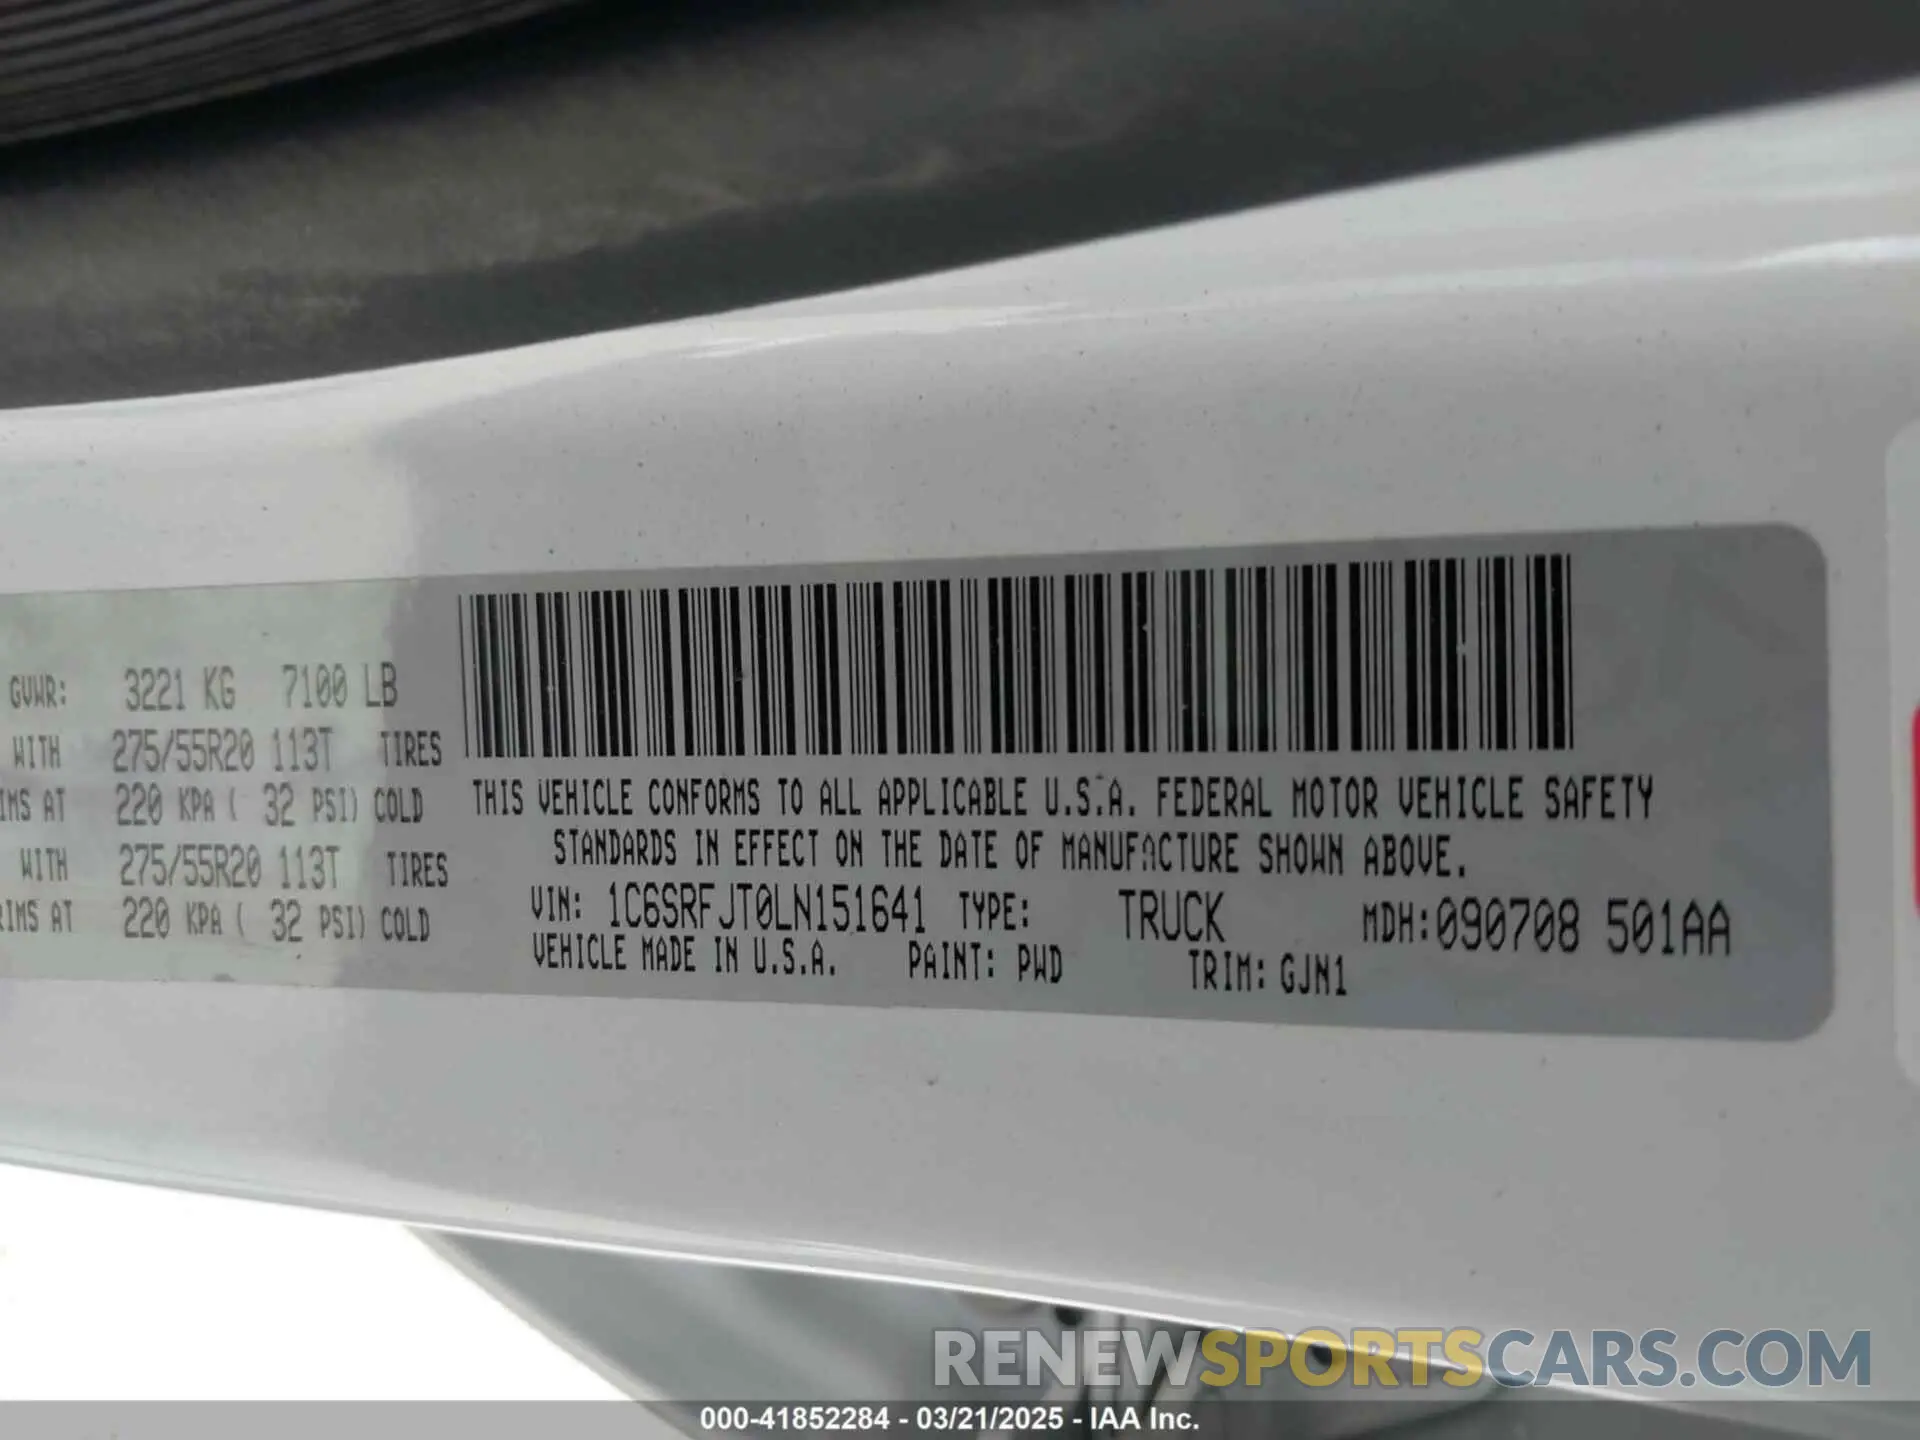 GVWR: 3221 KG 7100 LB
WITH 275/55R20 113T TIRES
IMS AT 220 KPA ( 32 PSI) COLD
WITH 275/55R20 113T TIRES
RIMS AT 220 KPA ( 32 PSI) COLD
THIS VEHICLE CONFORMS TO ALL APPLICABLE U.S.A. FEDERAL MOTOR VEHICLE SAFETY
STANDARDS IN EFFECT ON THE DATE OF MANUFACTURE SHOWN ABOVE.
VIN: 1C6SRFJT0LN151641 TYPE: TRUCK MDH:090708 501AA
VEHICLE MADE IN U.S.A. PAINT: PWD TRIM: GJN1
RENEWSPORTSCARS.COM
000-41852284 - 03/21/2025 - IAA Inc.